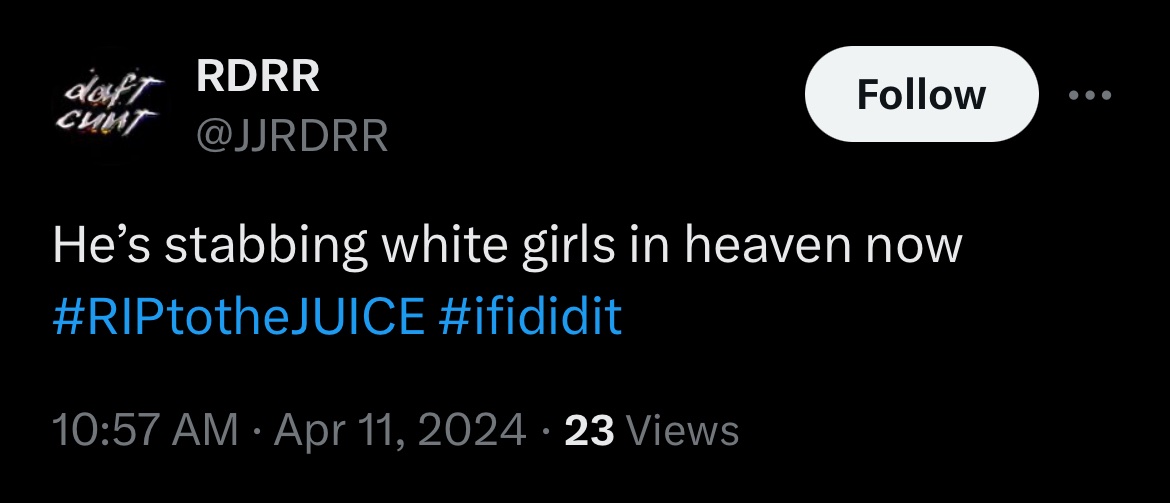 daft
cunt
RDRR
@JJRDRR
Follow
He’s stabbing white girls in heaven now
#RIPtotheJUICE #ifididit
10:57 AM · Apr 11, 2024 · 23 Views